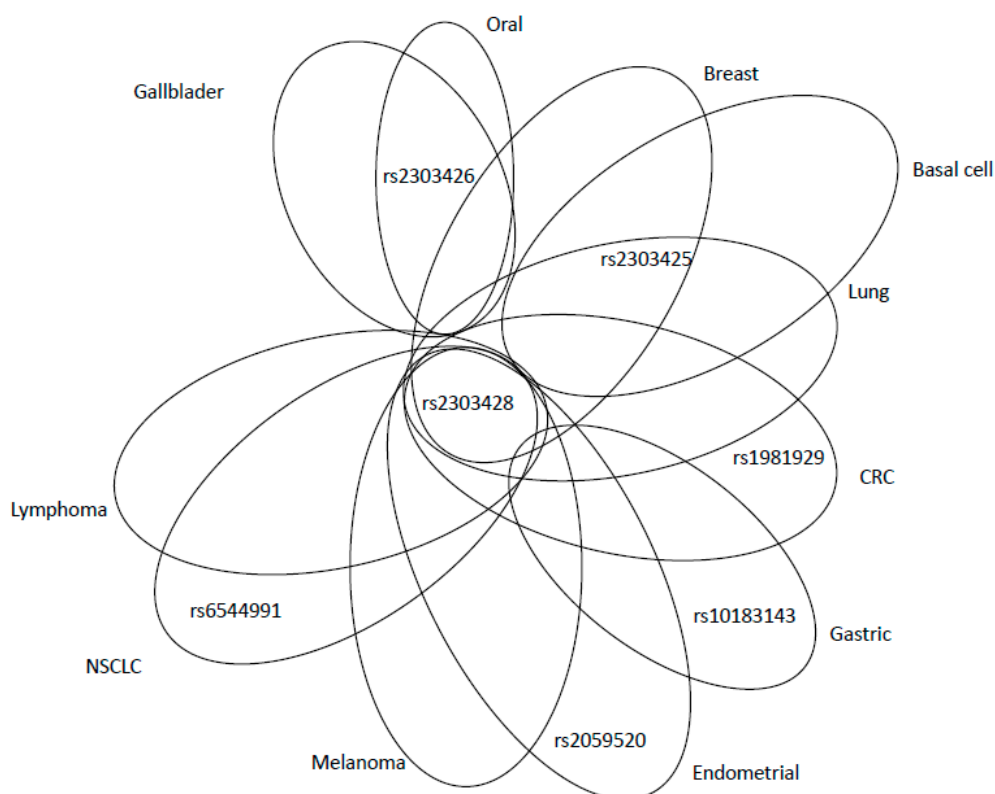 Oral
Gallblader
Breast
Basal cell
rs2303426
rs2303425
Lung
rs2303428
rs1981929
CRC
Lymphoma
rs6544991
rs10183143
Gastric
NSCLC
rs2059520
Melanoma
Endometrial